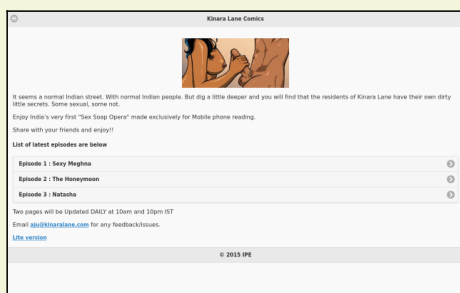 Kinara Lane Comics
It seems a normal Indian street. With normal Indian people. But dig a little deeper and you will find that the residents of Kinara Lane have their own dirty
little secrets. Some sexual, some not.
Enjoy India's very first "Sex Soap Opera" made exclusively for Mobile phone reading.
Share with your friends and enjoy!!
List of latest episodes are below
Episode 1 : Sexy Meghna
Episode 2 : The Honeymoon
Episode 3 : Natasha
Two pages will be Updated DAILY at 10am and 10pm IST
Email aju@kinaralane.com for any feedback/issues.
Lite version
© 2015 IPE